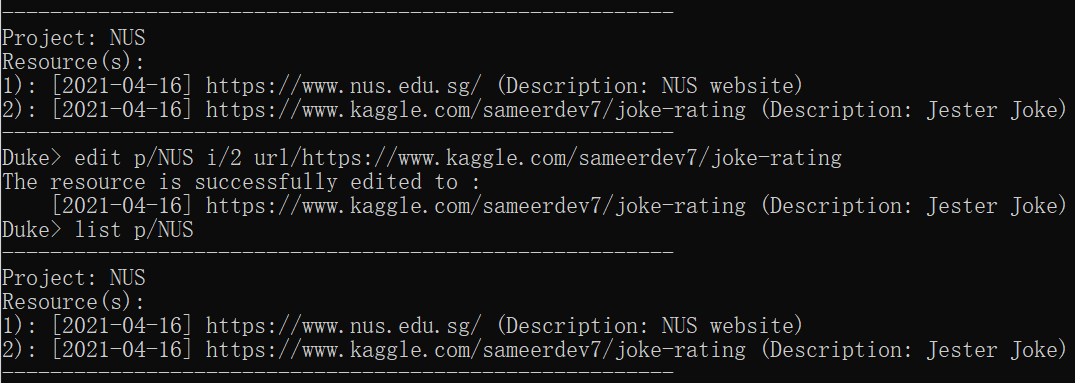 --------------------------------------------------------
Project: NUS
Resource(s):
1): [2021-04-16] https://www.nus.edu.sg/ (Description: NUS website)
2): [2021-04-16] https://www.kaggle.com/sameerdev7/joke-rating (Description: Jester Joke)
--------------------------------------------------------
Duke> edit p/NUS i/2 url/https://www.kaggle.com/sameerdev7/joke-rating
The resource is successfully edited to :
    [2021-04-16] https://www.kaggle.com/sameerdev7/joke-rating (Description: Jester Joke)
Duke> list p/NUS
--------------------------------------------------------
Project: NUS
Resource(s):
1): [2021-04-16] https://www.nus.edu.sg/ (Description: NUS website)
2): [2021-04-16] https://www.kaggle.com/sameerdev7/joke-rating (Description: Jester Joke)
--------------------------------------------------------